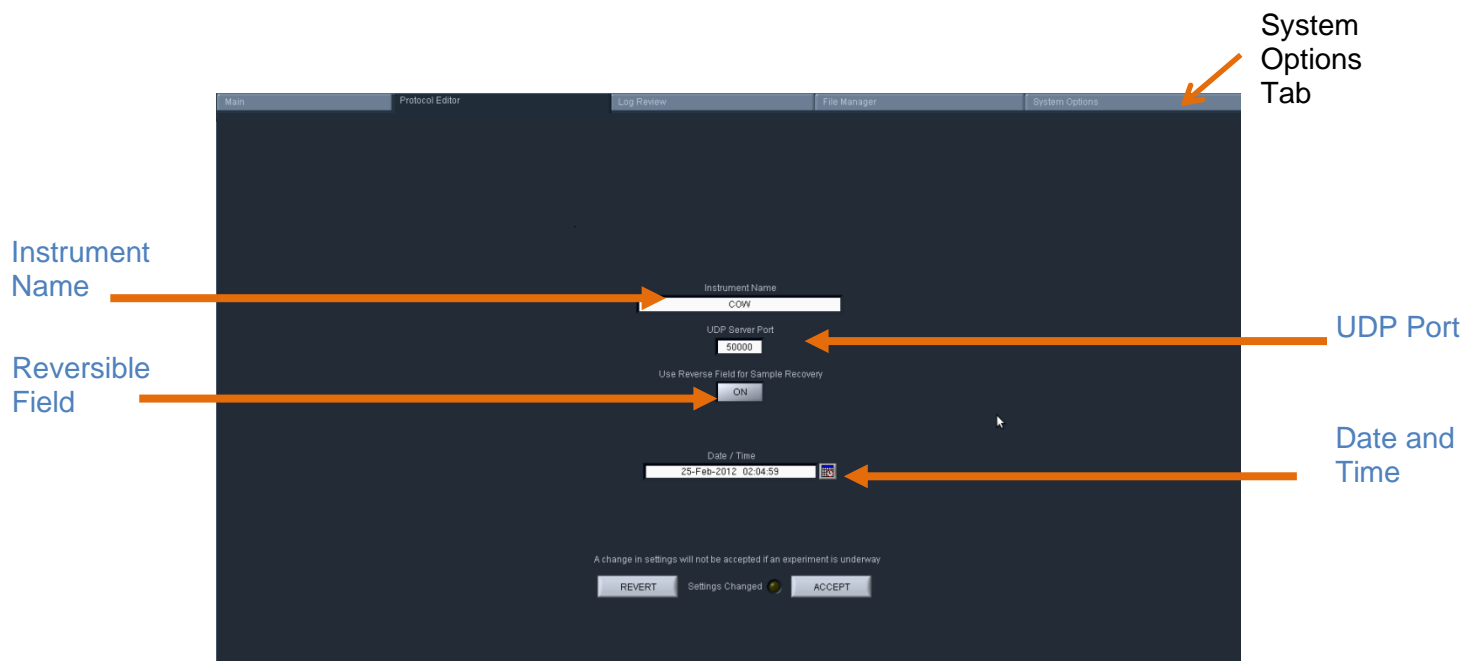 System
Options
Tab
Main
Protocol Editor
Log Review
File Manager
System Options
Instrument
Name
Instrument Name
COW
UDP Server Port
50000
UDP Port
Reversible
Field
Use Reverse Field for Sample Recovery
ON
Date and
Time
Date / Time
25-Feb-2012 02:04:59
A change in settings will not be accepted if an experiment is underway
REVERT
Settings Changed
ACCEPT